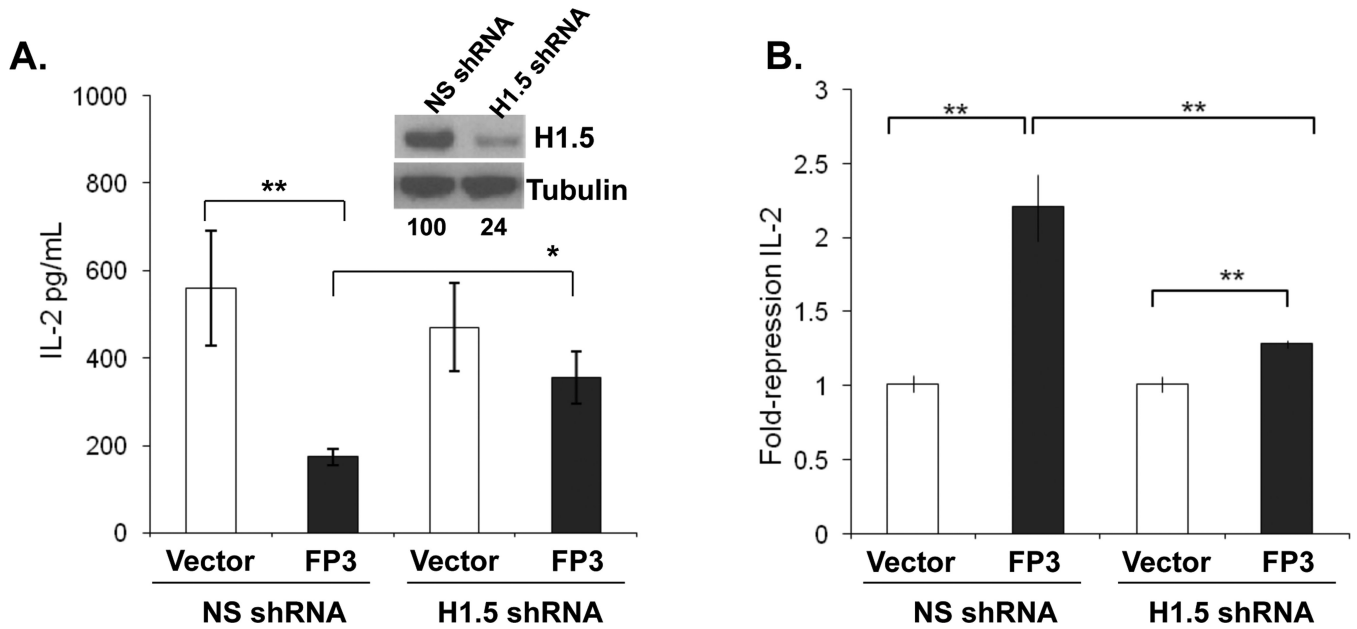 A.
IL-2 pg/mL
1000
800
600
400
200
0
**
*
NS shRNA
H1.5 shRNA
H1.5
Tubulin
100 24
Vector FP3 Vector FP3
NS shRNA H1.5 shRNA
B.
Fold-repression IL-2
3
2.5
2
1.5
1
0.5
0
** **
**
Vector FP3 Vector FP3
NS shRNA H1.5 shRNA